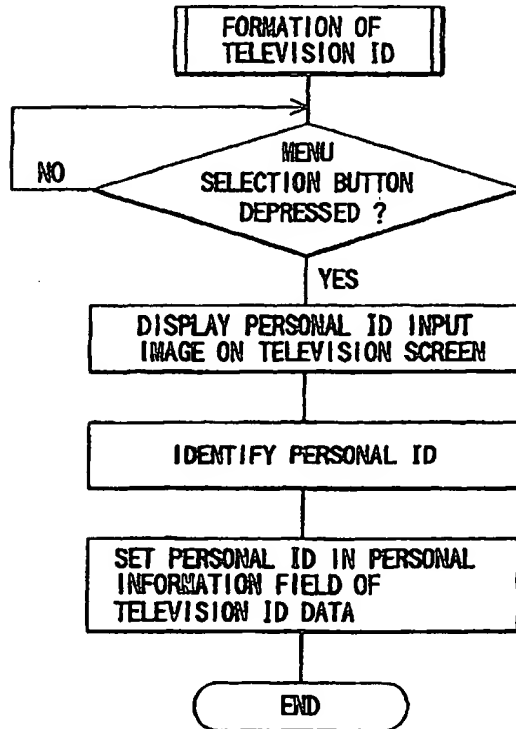 FORMATION OF
TELEVISION ID
MENU
SELECTION BUTTON
DEPRESSED ?
NO
YES
DISPLAY PERSONAL ID INPUT
IMAGE ON TELEVISION SCREEN
IDENTIFY PERSONAL ID
SET PERSONAL ID IN PERSONAL
INFORMATION FIELD OF
TELEVISION ID DATA
END